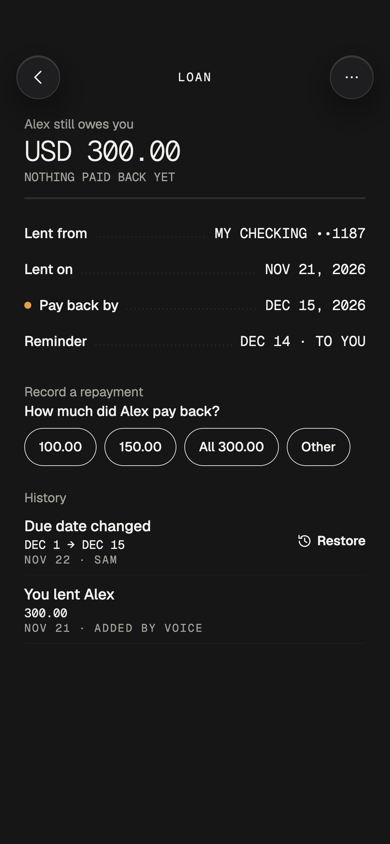 LOAN
Alex still owes you
USD 300.00
NOTHING PAID BACK YET
Lent from MY CHECKING ··1187
Lent on NOV 21, 2026
Pay back by DEC 15, 2026
Reminder DEC 14 · TO YOU
Record a repayment
How much did Alex pay back?
100.00 150.00 All 300.00 Other
History
Due date changed
DEC 1 → DEC 15
NOV 22 · SAM
Restore
You lent Alex
300.00
NOV 21 · ADDED BY VOICE